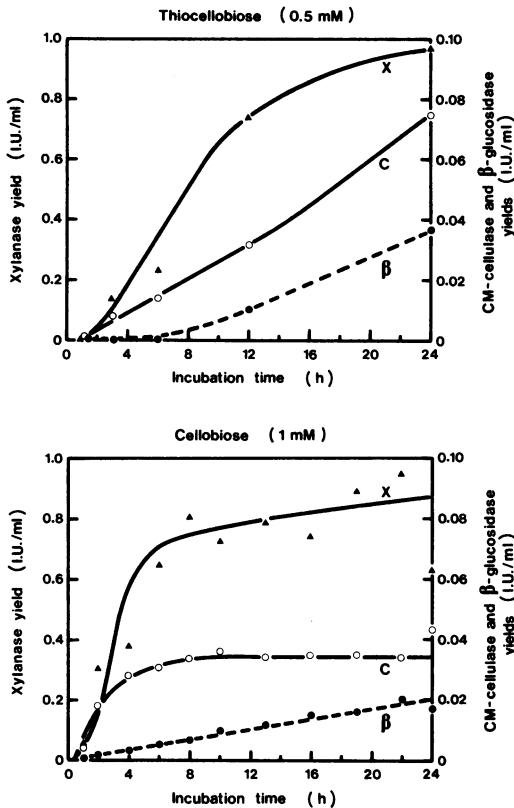 Thiocellobiose (0.5 mM)
1.0
0.8
0.6
0.4
0.2
0
Xylanase yield (I.U./ml)
X
C
β
0.10
0.08
0.06
0.04
0.02
0
CM-cellulase and β-glucosidase
yields (I.U./ml)
0 4 8 12 16 20 24
Incubation time (h)
Cellobiose (1 mM)
1.0
0.8
0.6
0.4
0.2
0
Xylanase yield (I.U./ml)
X
C
β
0.10
0.08
0.06
0.04
0.02
0
CM-cellulase and β-glucosidase
yields (I.U./ml)
0 4 8 12 16 20 24
Incubation time (h)